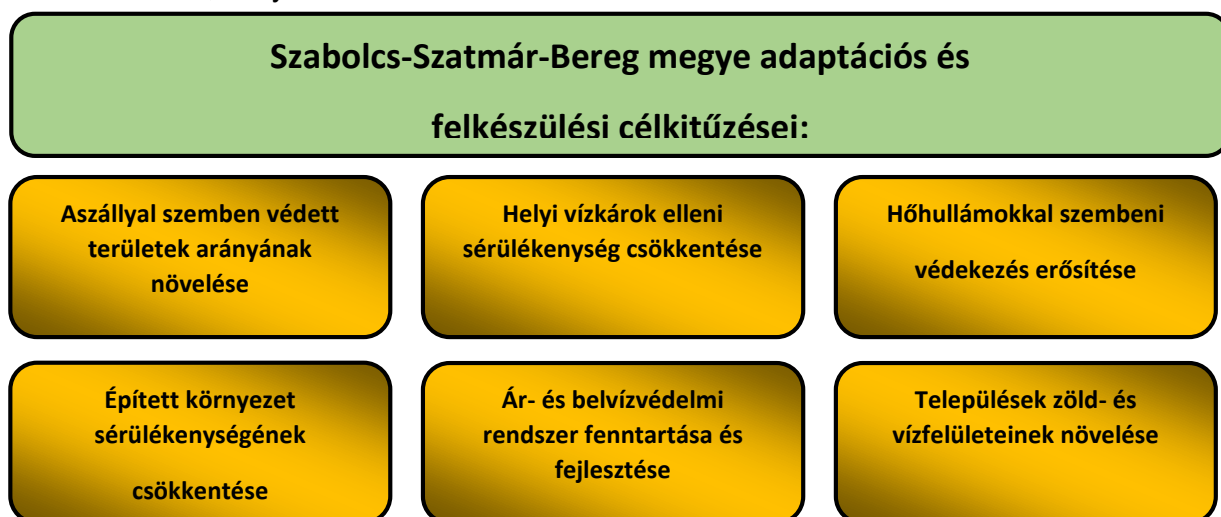 Szabolcs-Szatmár-Bereg megye adaptációs és
felkészülési célkitűzései:
Aszállyal szemben védett
területek arányának
növelése
Helyi vízkárok elleni
sérülékenység csökkentése
Hőhullámokkal szembeni
védekezés erősítése
Épített környezet
sérülékenységének
csökkentése
Ár- és belvízvédelmi
rendszer fenntartása és
fejlesztése
Települések zöld- és
vízfelületeinek növelése